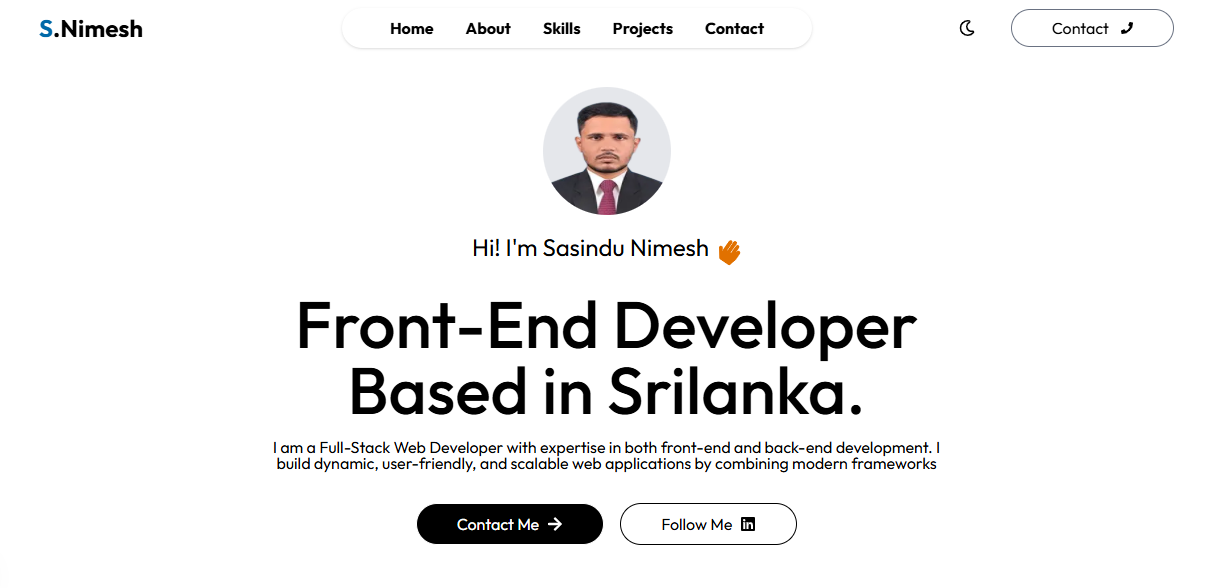 S.Nimesh
Home About Skills Projects Contact
Contact
Hi! I'm Sasindu Nimesh
Front-End Developer
Based in Srilanka.
I am a Full-Stack Web Developer with expertise in both front-end and back-end development. I
build dynamic, user-friendly, and scalable web applications by combining modern frameworks
Contact Me
Follow Me